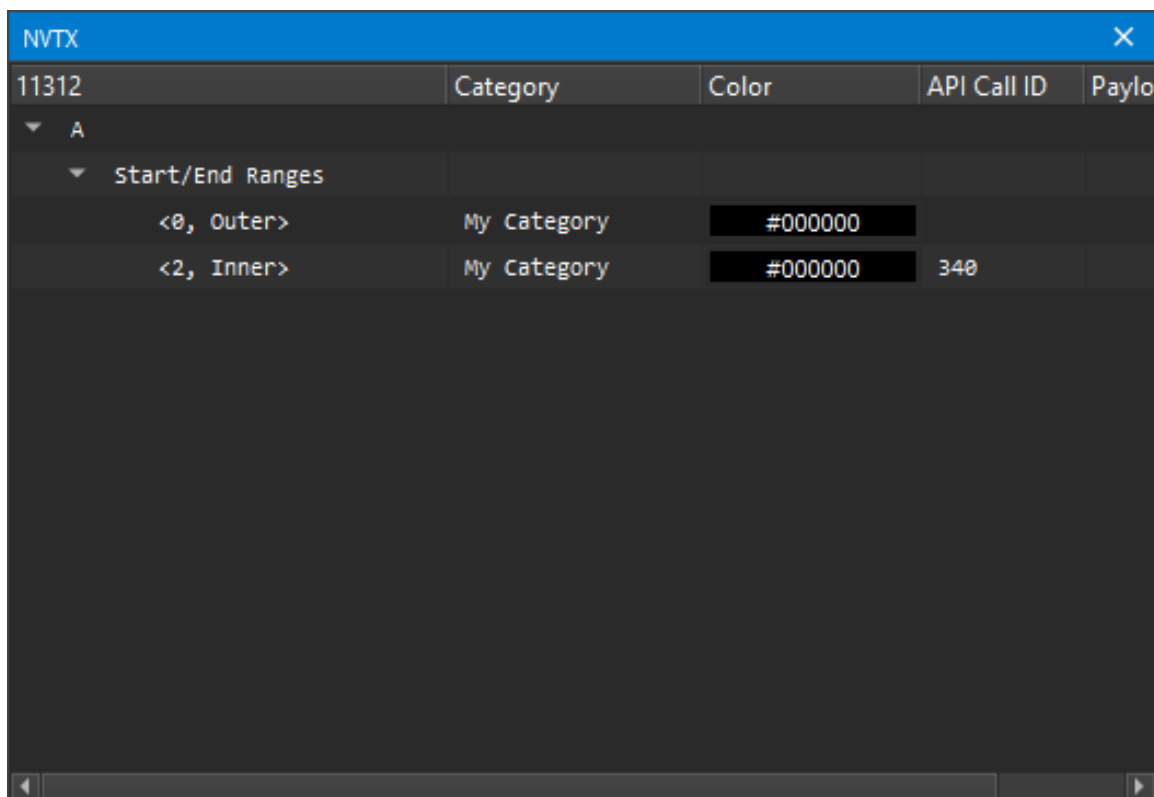 NVTX
11312 Category Color API Call ID Paylo
A
Start/End Ranges
<0, Outer> My Category #000000
<2, Inner> My Category #000000 340